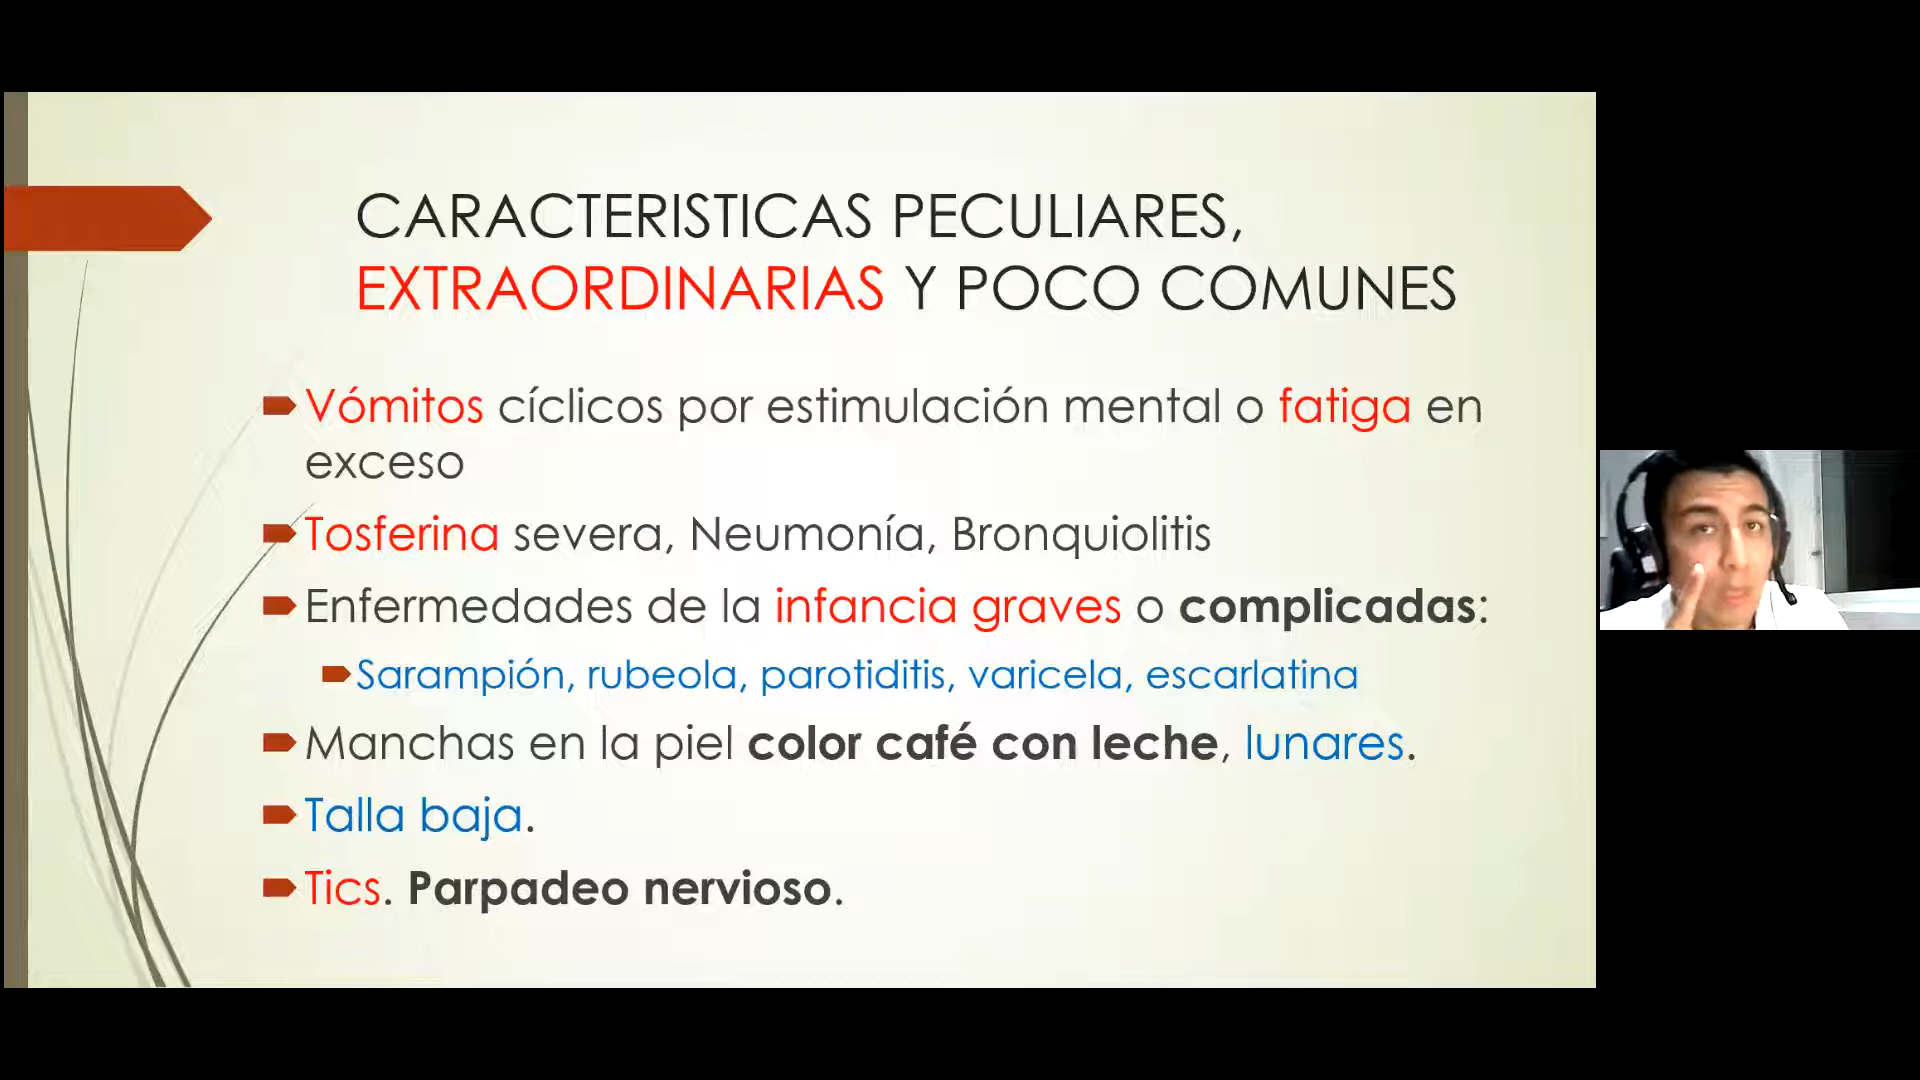 CARACTERISTICAS PECULIARES,
EXTRAORDINARIAS Y POCO COMUNES
Vómitos cíclicos por estimulación mental o fatiga en
exceso
Tosferina severa, Neumonía, Bronquiolitis
Enfermedades de la infancia graves o complicadas:
Sarampión, rubeola, parotiditis, varicela, escarlatina
Manchas en la piel color café con leche, lunares.
Talla baja.
Tics. Parpadeo nervioso.